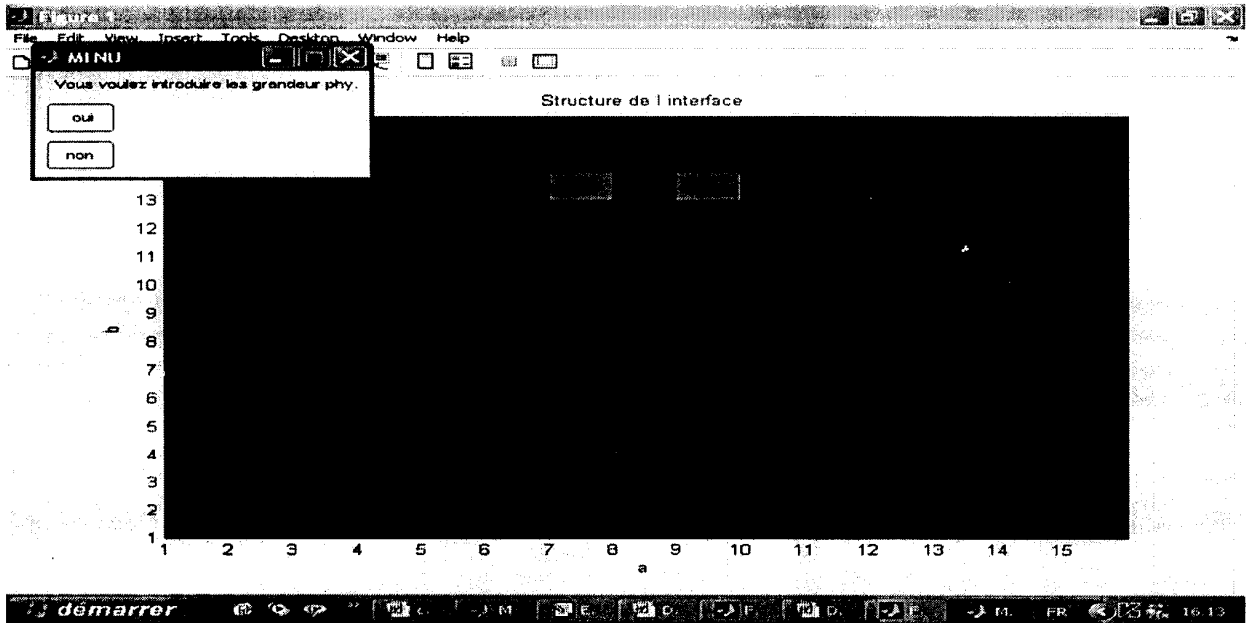 Figure 1
File Edit View Insert Tools Desktop Window Help
MENU
Vous voulez introduire les grandeur phy.
oui
non
Structure de l interface
13
12
11
10
9
8
7
6
5
4
3
2
1
b
1 2 3 4 5 6 7 8 9 10 11 12 13 14 15
a
démarrer E. D. F. D. F. M. FR 16:13